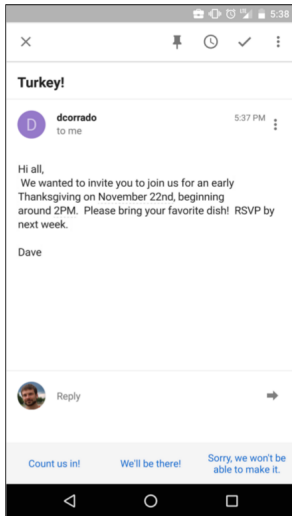 5:38
Turkey!
D
dcorrado
5:37 PM
to me
Hi all,
We wanted to invite you to join us for an early
Thanksgiving on November 22nd, beginning
around 2PM. Please bring your favorite dish! RSVP by
next week.
Dave
Reply
Count us in!
We'll be there!
Sorry, we won't be
able to make it.